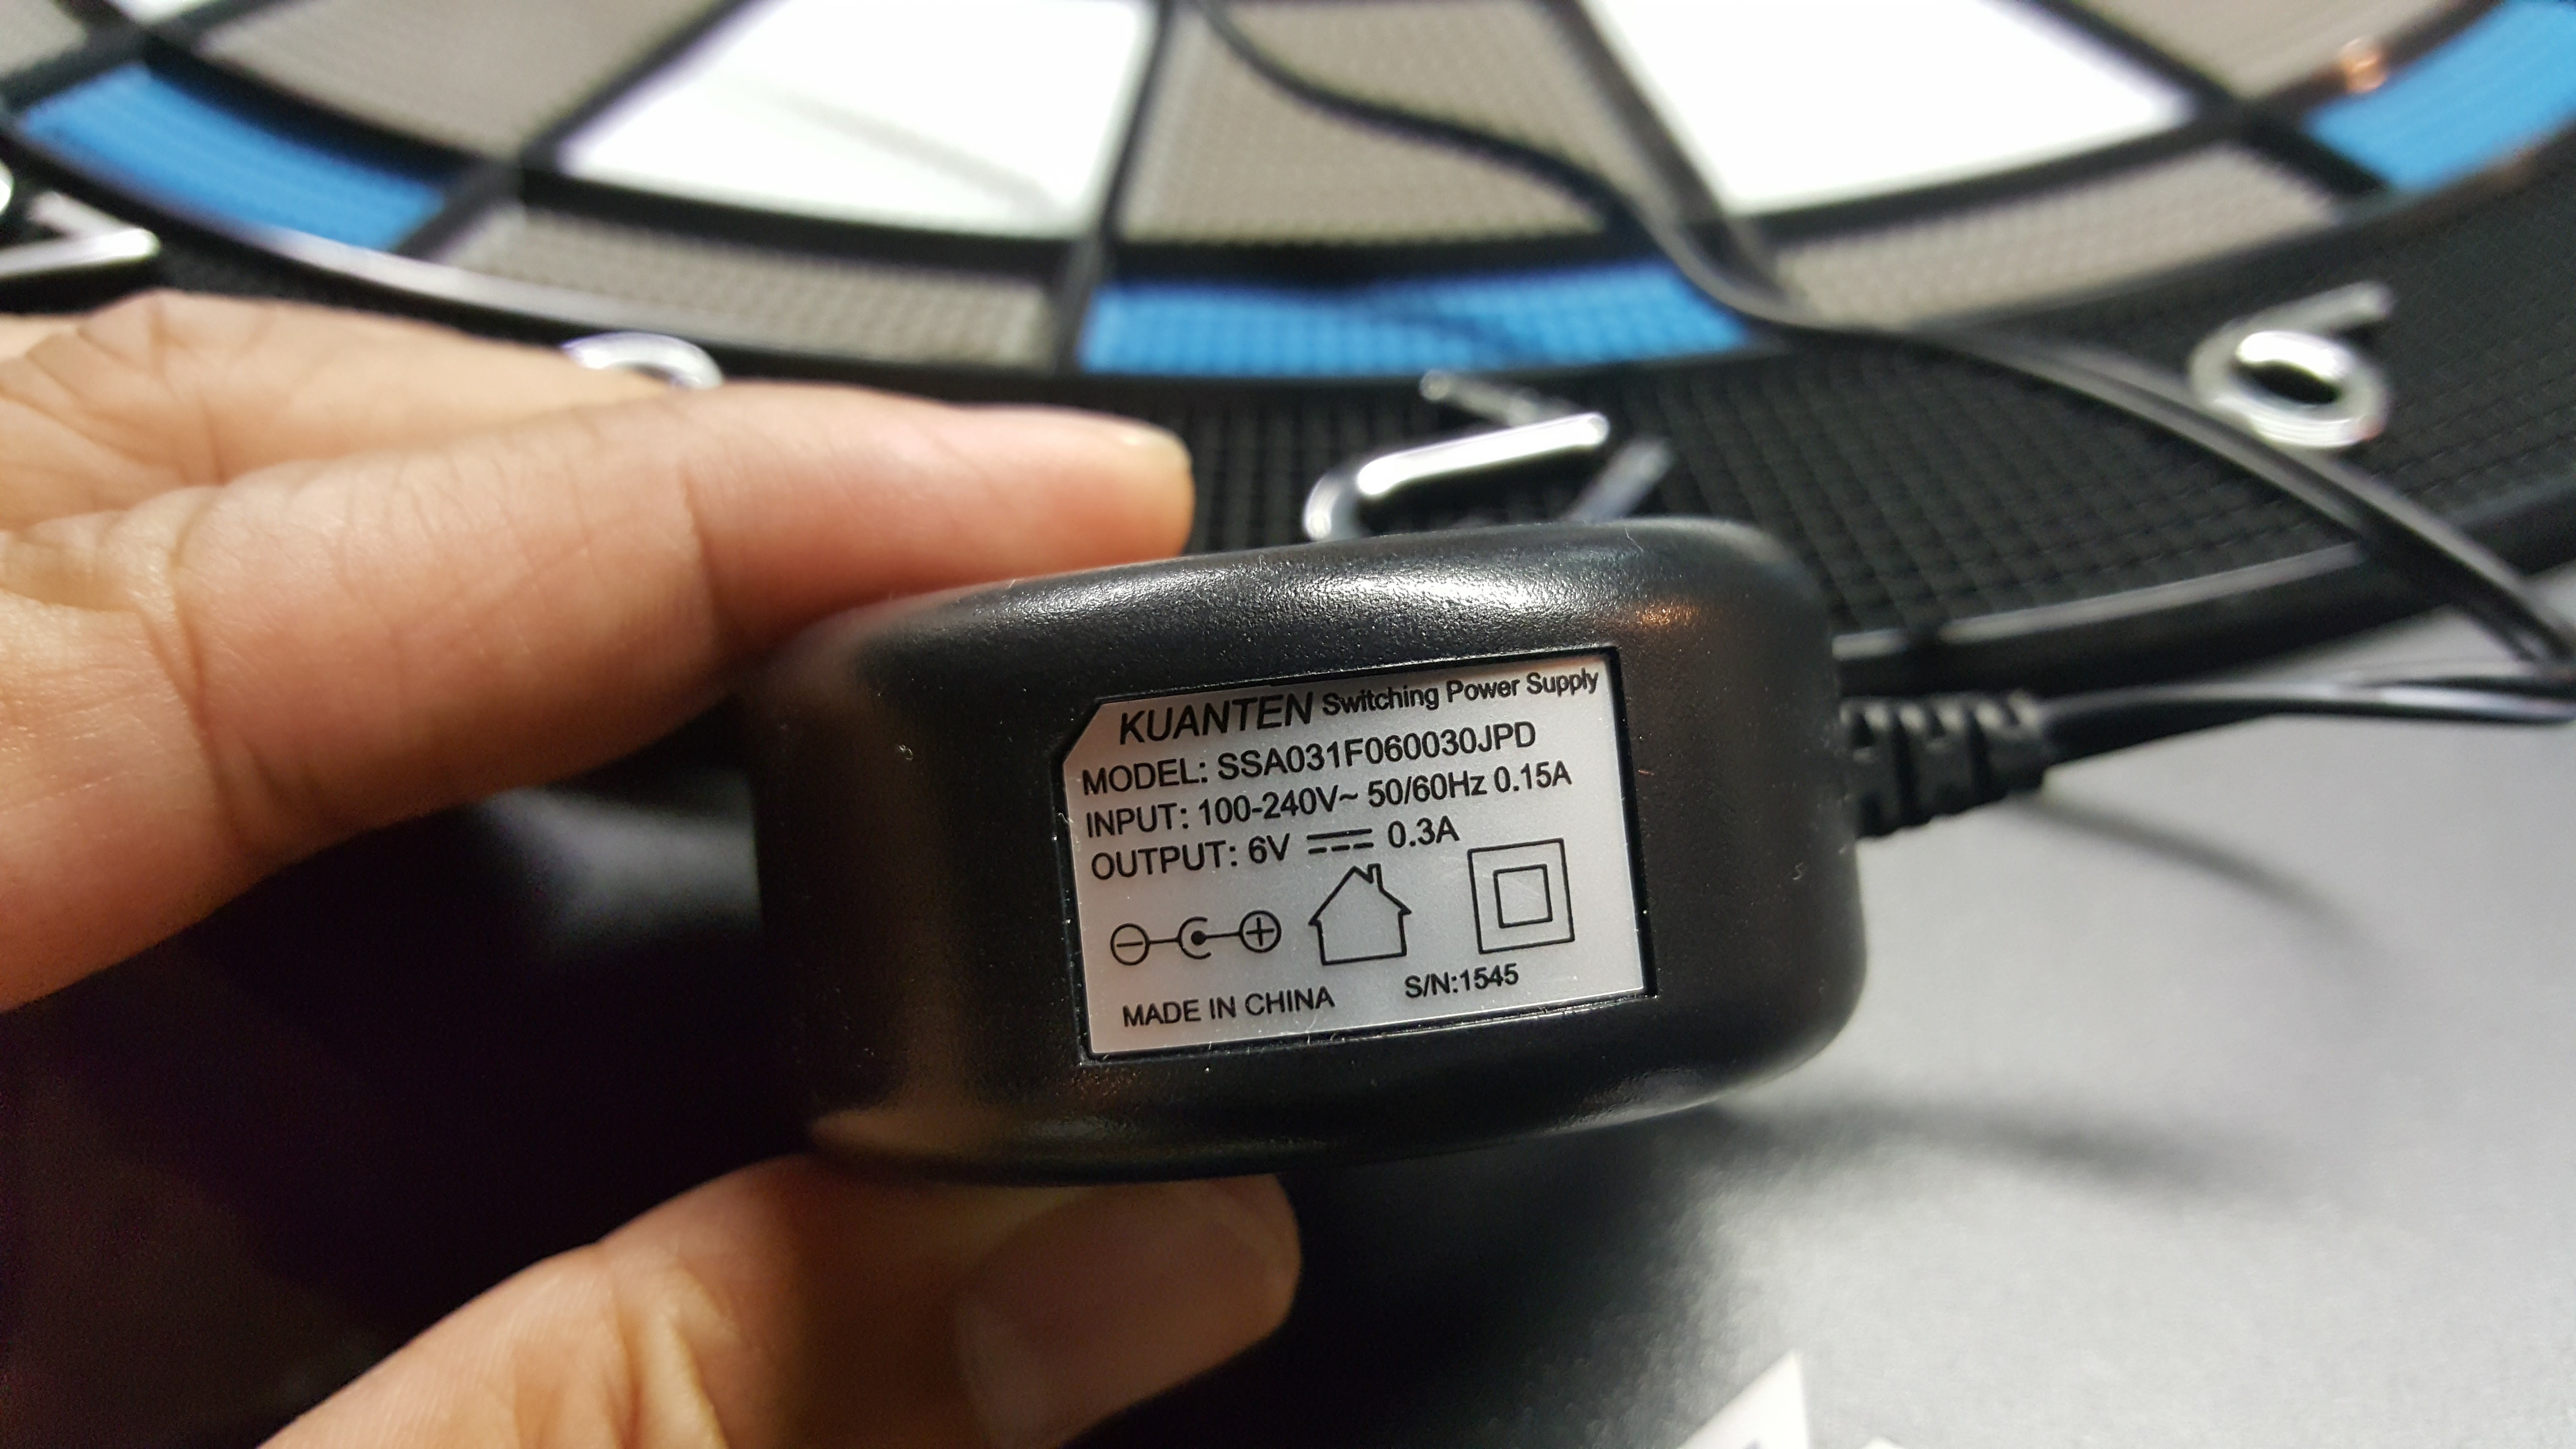 KUANTEN Switching Power Supply
MODEL: SSA031F060030JPD
INPUT: 100-240V~ 50/60Hz 0.15A
OUTPUT: 6V ⎓ 0.3A
MADE IN CHINA S/N:1545